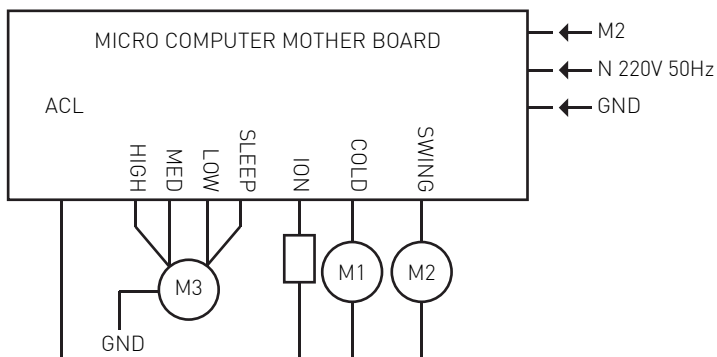 MICRO COMPUTER MOTHER BOARD
M2
N 220V 50Hz
GND
ACL
HIGH
MED
LOW
SLEEP
ION
COLD
SWING
M3
M1
M2
GND